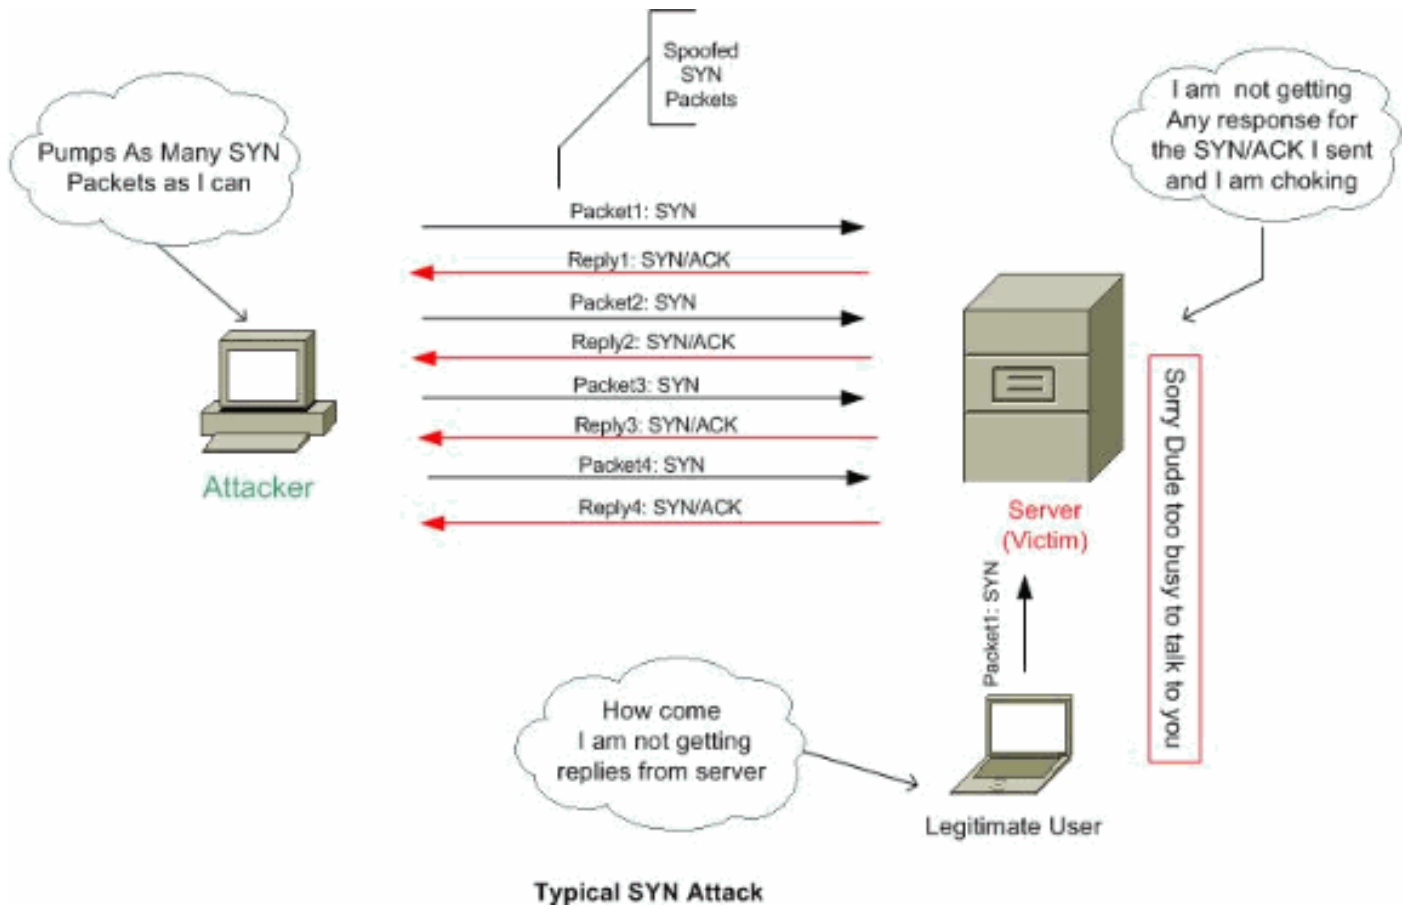 Spoofed
SYN
Packets
Pumps As Many SYN
Packets as I can
I am not getting
Any response for
the SYN/ACK I sent
and I am choking
Packet1: SYN
Reply1: SYN/ACK
Packet2: SYN
Reply2: SYN/ACK
Packet3: SYN
Reply3: SYN/ACK
Packet4: SYN
Reply4: SYN/ACK
Attacker
Server
(Victim)
Sorry Dude too busy to talk to you
Packet1: SYN
How come
I am not getting
replies from server
Legitimate User
Typical SYN Attack